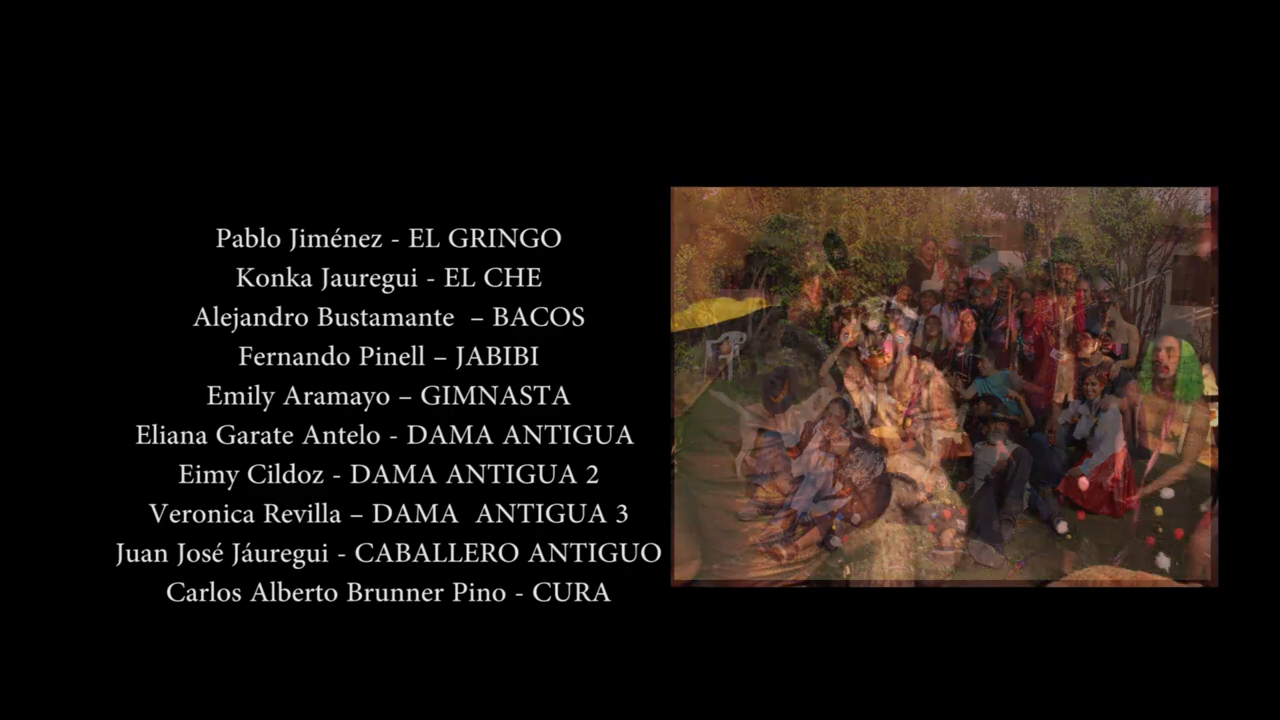 Pablo Jiménez - EL GRINGO
Konka Jauregui - EL CHE
Alejandro Bustamante – BACOS
Fernando Pinell – JABIBI
Emily Aramayo – GIMNASTA
Eliana Garate Antelo - DAMA ANTIGUA
Eimy Cildoz - DAMA ANTIGUA 2
Veronica Revilla – DAMA ANTIGUA 3
Juan José Jáuregui - CABALLERO ANTIGUO
Carlos Alberto Brunner Pino - CURA